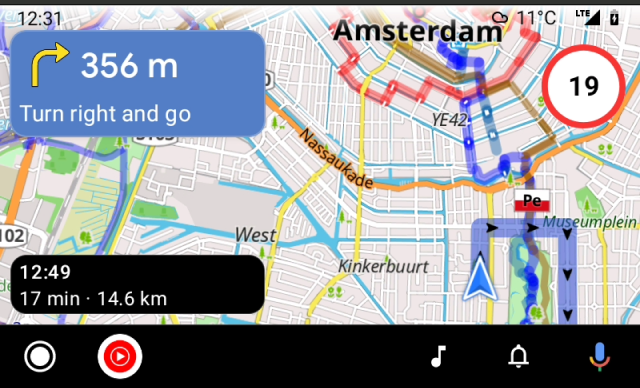 12:31
Amsterdam
11°C
LTE
356 m
Turn right and go
19
YE42
Nassaukade
Pe
Museumplein
102
West
Kinkerbuurt
12:49
17 min · 14.6 km